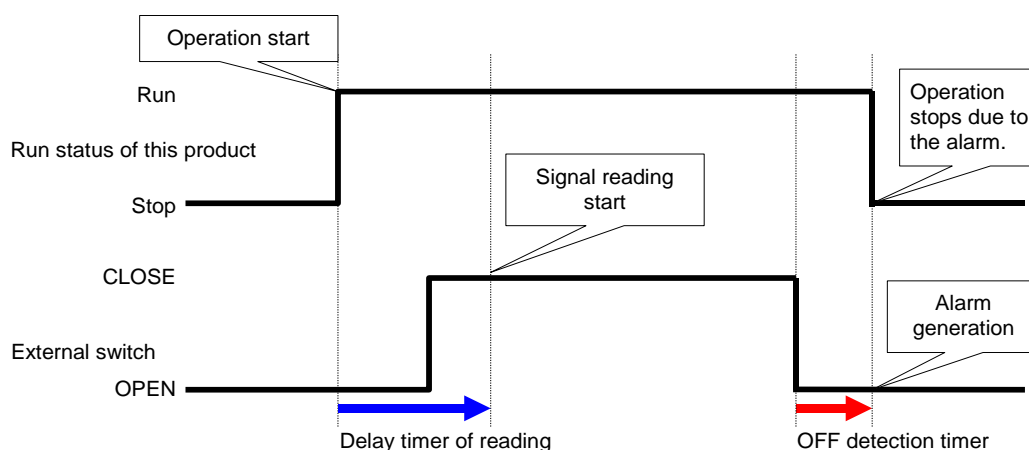 Operation start
Run
Operation
stops due to
the alarm.
Run status of this product
Signal reading
start
Stop
CLOSE
Alarm
generation
External switch
OPEN
Delay timer of reading
OFF detection timer